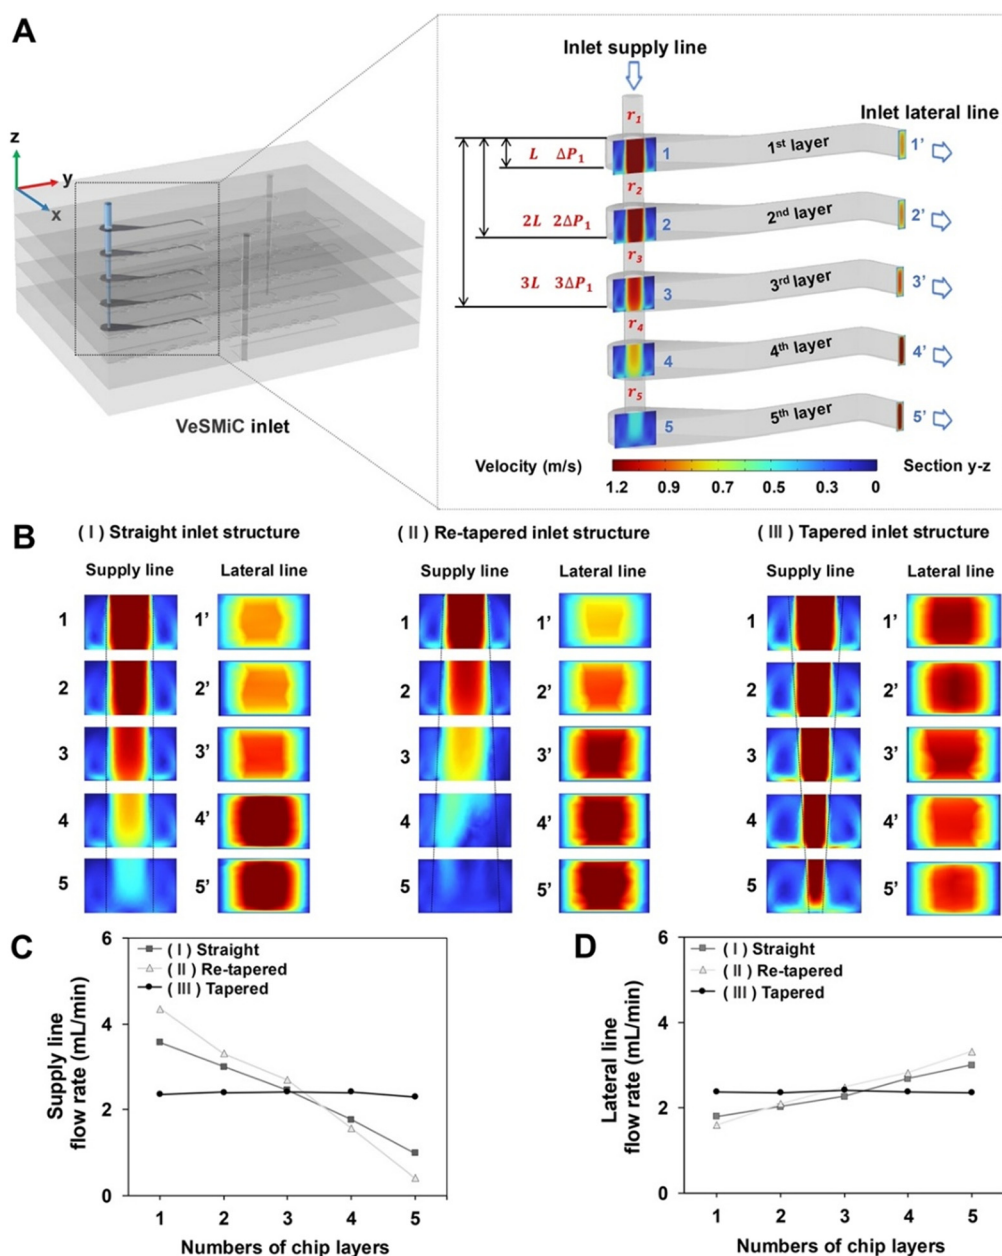 A
z
y
x
VeSMiC inlet
Inlet supply line
Inlet lateral line
r₁
L ΔP₁
1
1st layer
1’
r₂
2L 2ΔP₁
2
2nd layer
2’
r₃
3L 3ΔP₁
3
3rd layer
3’
r₄
4
4th layer
4’
r₅
5
5th layer
5’
Velocity (m/s)
Section y-z
1.2 0.9 0.7 0.5 0.3 0
B
( I ) Straight inlet structure
Supply line Lateral line
1 1’
2 2’
3 3’
4 4’
5 5’
( II ) Re-tapered inlet structure
Supply line Lateral line
1 1’
2 2’
3 3’
4 4’
5 5’
( III ) Tapered inlet structure
Supply line Lateral line
1 1’
2 2’
3 3’
4 4’
5 5’
C
( I ) Straight
( II ) Re-tapered
( III ) Tapered
Supply line
flow rate (mL/min)
6
4
2
0
1 2 3 4 5
Numbers of chip layers
D
( I ) Straight
( II ) Re-tapered
( III ) Tapered
Lateral line
flow rate (mL/min)
6
4
2
0
1 2 3 4 5
Numbers of chip layers